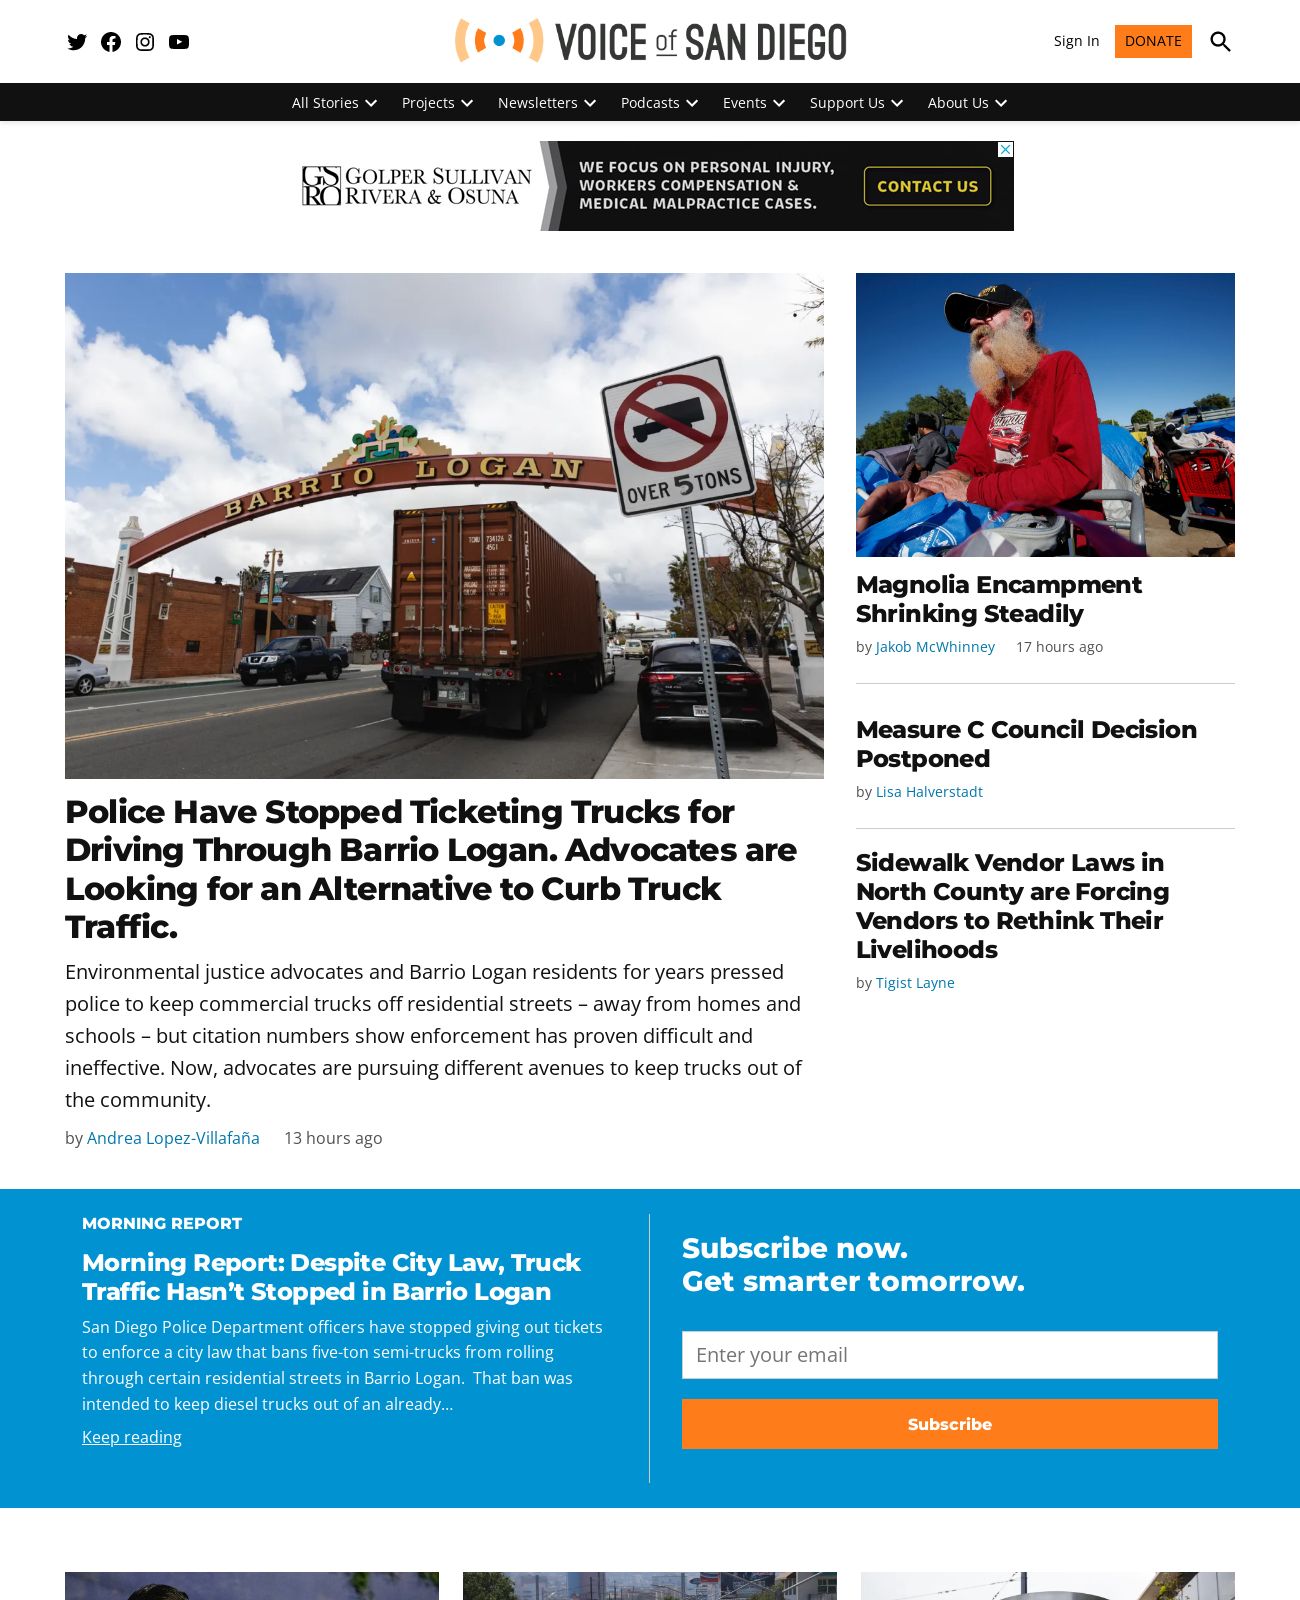 VOICE of SAN DIEGO
Sign In
DONATE
All Stories
Projects
Newsletters
Podcasts
Events
Support Us
About Us
GSRO
GOLPER SULLIVAN
RIVERA & OSUNA
WE FOCUS ON PERSONAL INJURY,
WORKERS COMPENSATION &
MEDICAL MALPRACTICE CASES.
CONTACT US
BARRIO LOGAN
OVER 5 TONS
Police Have Stopped Ticketing Trucks for
Driving Through Barrio Logan. Advocates are
Looking for an Alternative to Curb Truck
Traffic.
Environmental justice advocates and Barrio Logan residents for years pressed
police to keep commercial trucks off residential streets – away from homes and
schools – but citation numbers show enforcement has proven difficult and
ineffective. Now, advocates are pursuing different avenues to keep trucks out of
the community.
by Andrea Lopez-Villafaña 13 hours ago
Magnolia Encampment
Shrinking Steadily
by Jakob McWhinney 17 hours ago
Measure C Council Decision
Postponed
by Lisa Halverstadt
Sidewalk Vendor Laws in
North County are Forcing
Vendors to Rethink Their
Livelihoods
by Tigist Layne
MORNING REPORT
Morning Report: Despite City Law, Truck
Traffic Hasn’t Stopped in Barrio Logan
San Diego Police Department officers have stopped giving out tickets
to enforce a city law that bans five-ton semi-trucks from rolling
through certain residential streets in Barrio Logan.  That ban was
intended to keep diesel trucks out of an already…
Keep reading
Subscribe now.
Get smarter tomorrow.
Enter your email
Subscribe